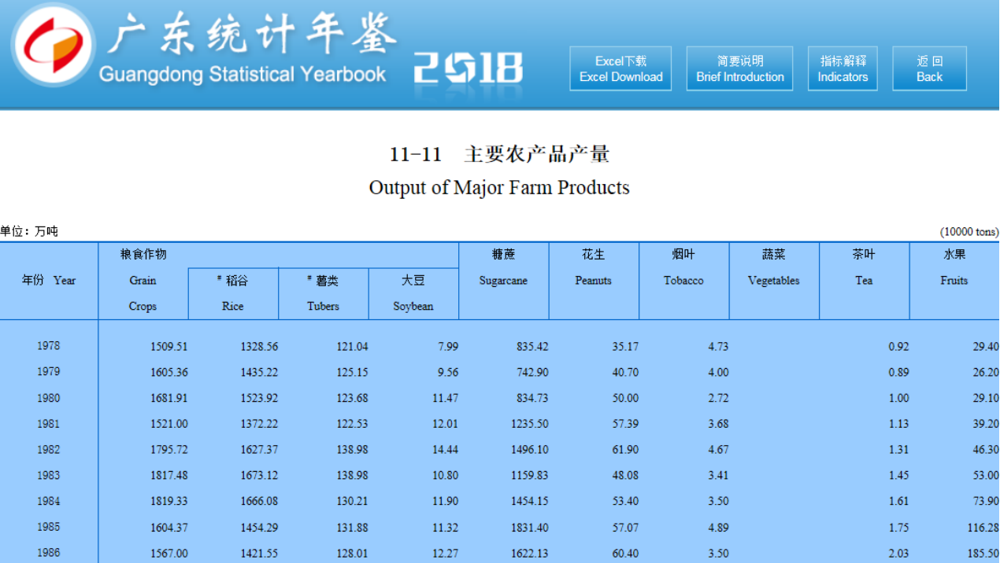 广东统计年鉴
Guangdong Statistical Yearbook 2018
Excel下载 简要说明 指标解释 返 回
Excel Download Brief Introduction Indicators Back
11-11 主要农产品产量
Output of Major Farm Products
单位：万吨 (10000 tons)
粮食作物 糖蔗 花生 烟叶 蔬菜 茶叶 水果
年份 Year Grain # 稻谷 # 薯类 大豆 Sugarcane Peanuts Tobacco Vegetables Tea Fruits
Crops Rice Tubers Soybean
1978 1509.51 1328.56 121.04 7.99 835.42 35.17 4.73 0.92 29.40
1979 1605.36 1435.22 125.15 9.56 742.90 40.70 4.00 0.89 26.20
1980 1681.91 1523.92 123.68 11.47 834.73 50.00 2.72 1.00 29.10
1981 1521.00 1372.22 122.53 12.01 1235.50 57.39 3.68 1.13 39.20
1982 1795.72 1627.37 138.98 14.44 1496.10 61.90 4.67 1.31 46.30
1983 1817.48 1673.12 138.98 10.80 1159.83 48.08 3.41 1.45 53.00
1984 1819.33 1666.08 130.21 11.90 1454.15 53.40 3.50 1.61 73.90
1985 1604.37 1454.29 131.88 11.32 1831.40 57.07 4.89 1.75 116.28
1986 1567.00 1421.55 128.01 12.27 1622.13 60.40 3.50 2.03 185.50